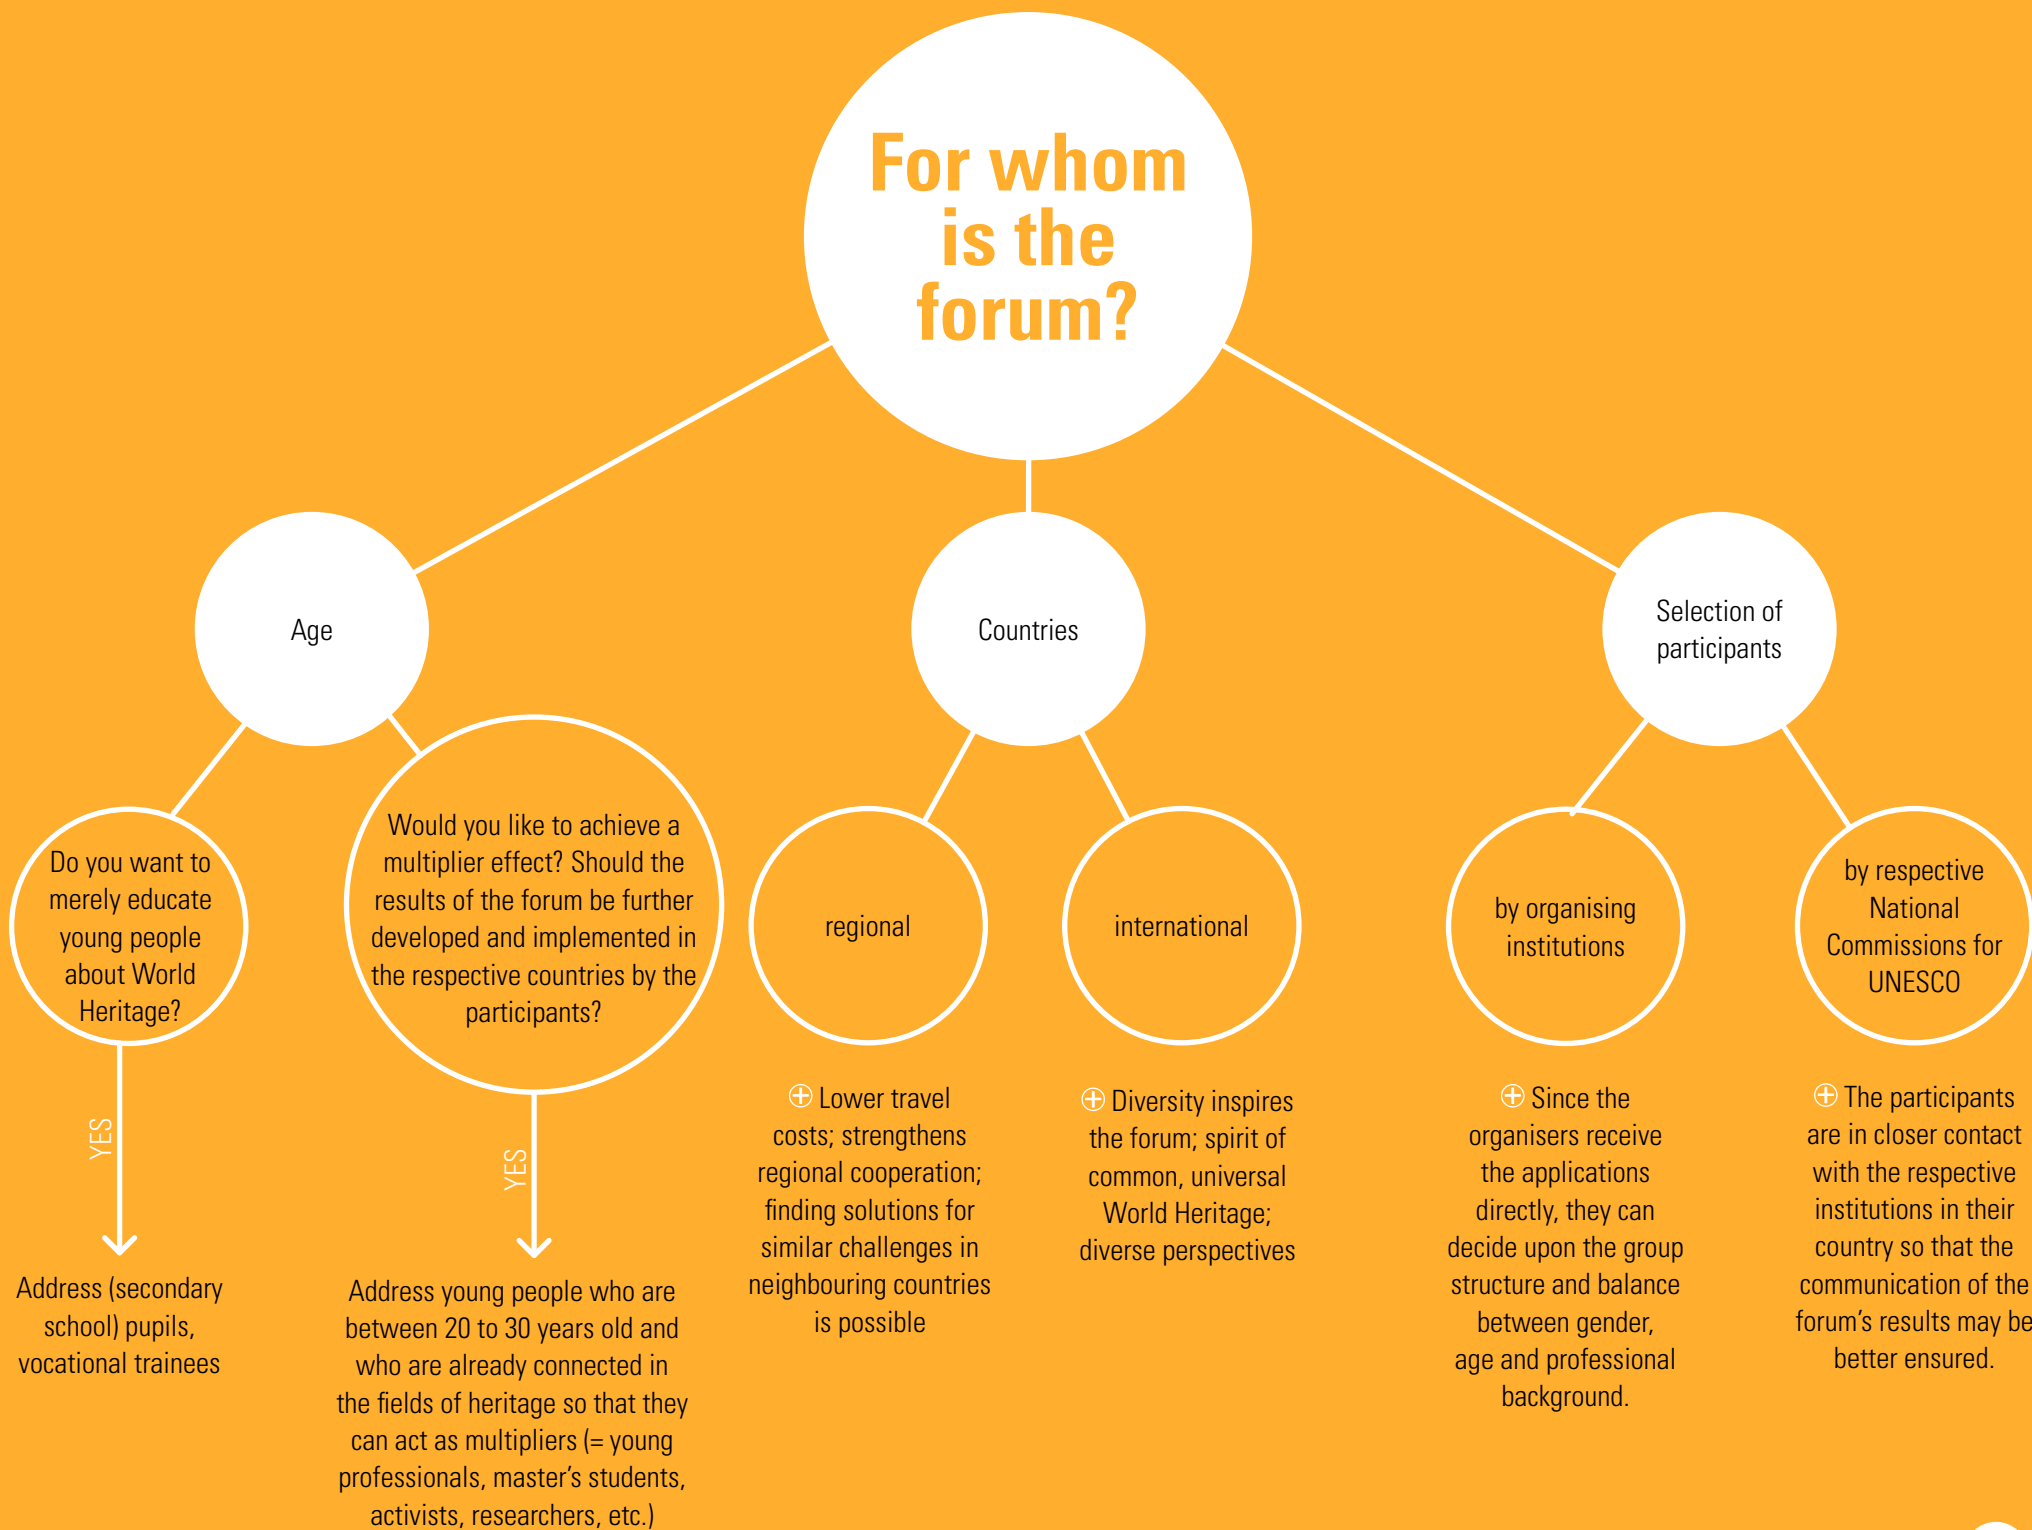 For whom
is the
forum?
Age
Countries
Selection of
participants
Do you want to
merely educate
young people
about World
Heritage?
YES
Address (secondary
school) pupils,
vocational trainees
Would you like to achieve a
multiplier effect? Should the
results of the forum be further
developed and implemented in
the respective countries by the
participants?
YES
Address young people who are
between 20 to 30 years old and
who are already connected in
the fields of heritage so that they
can act as multipliers (= young
professionals, master's students,
activists, researchers, etc.)
regional
⊕ Lower travel
costs; strengthens
regional cooperation;
finding solutions for
similar challenges in
neighbouring countries
is possible
international
⊕ Diversity inspires
the forum; spirit of
common, universal
World Heritage;
diverse perspectives
by organising
institutions
⊕ Since the
organisers receive
the applications
directly, they can
decide upon the group
structure and balance
between gender,
age and professional
background.
by respective
National
Commissions for
UNESCO
⊕ The participants
are in closer contact
with the respective
institutions in their
country so that the
communication of the
forum's results may be
better ensured.